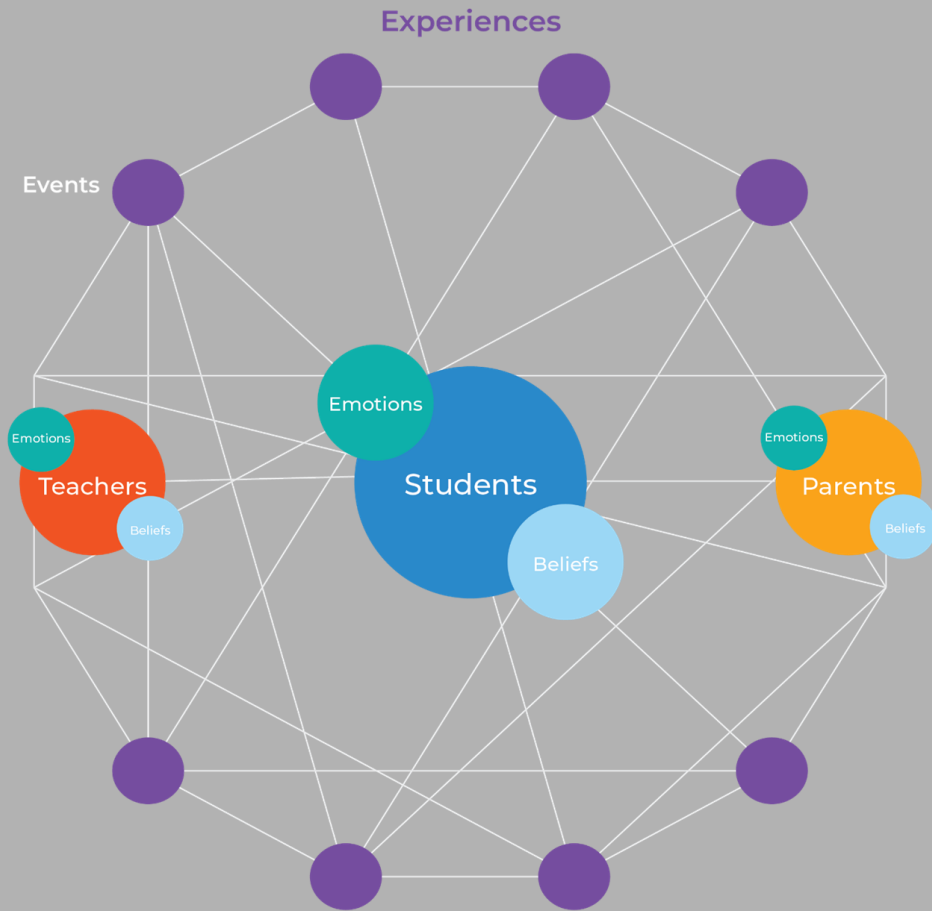 Experiences
Events
Emotions
Students
Beliefs
Emotions
Teachers
Beliefs
Emotions
Parents
Beliefs